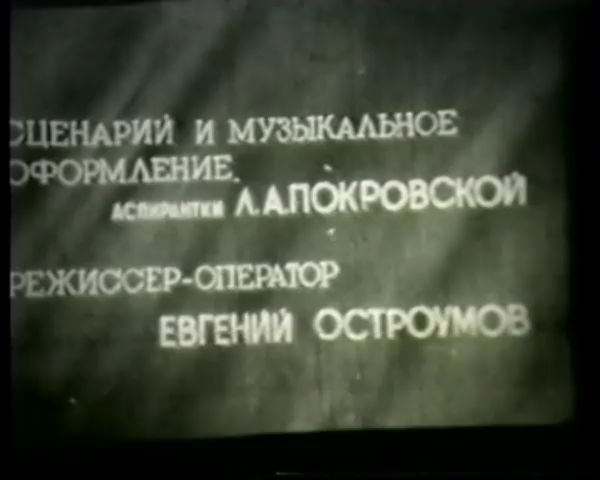 СЦЕНАРИЙ И МУЗЫКАЛЬНОЕ
ОФОРМЛЕНИЕ.
АСПИРАНТКИ Л.А.ПОКРОВСКОЙ
РЕЖИССЕР-ОПЕРАТОР
ЕВГЕНИЙ ОСТРОУМОВ